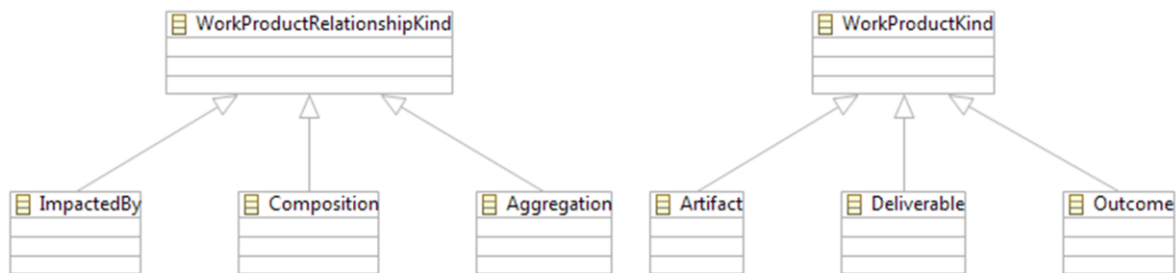 WorkProductRelationshipKind
WorkProductKind
ImpactedBy
Composition
Aggregation
Artifact
Deliverable
Outcome